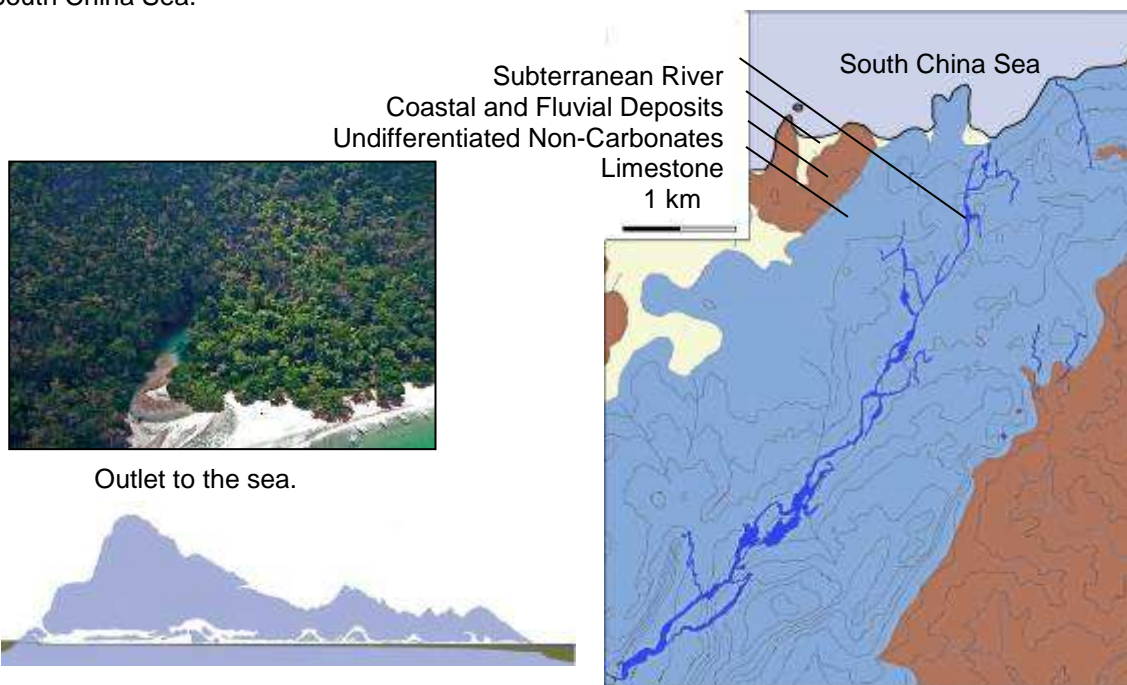 South China Sea.
South China Sea
Subterranean River
Coastal and Fluvial Deposits
Undifferentiated Non-Carbonates
Limestone
1 km
Outlet to the sea.